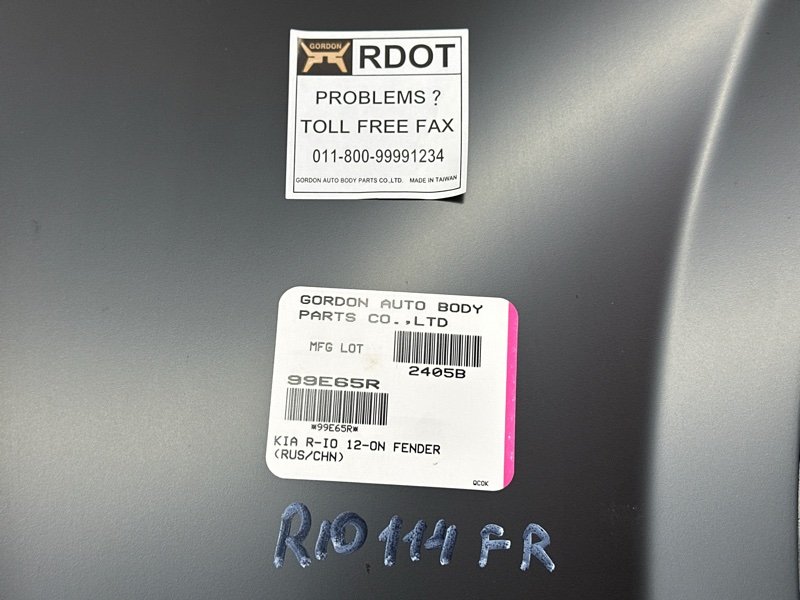 GORDON RDOT
PROBLEMS ?
TOLL FREE FAX
011-800-99991234
GORDON AUTO BODY PARTS CO.,LTD. MADE IN TAIWAN
GORDON AUTO BODY
PARTS CO.,LTD
MFG LOT
2405B
99E65R
*99E65R*
KIA R-IO 12-ON FENDER
(RUS/CHN)
QCOK
RIO 114 FR